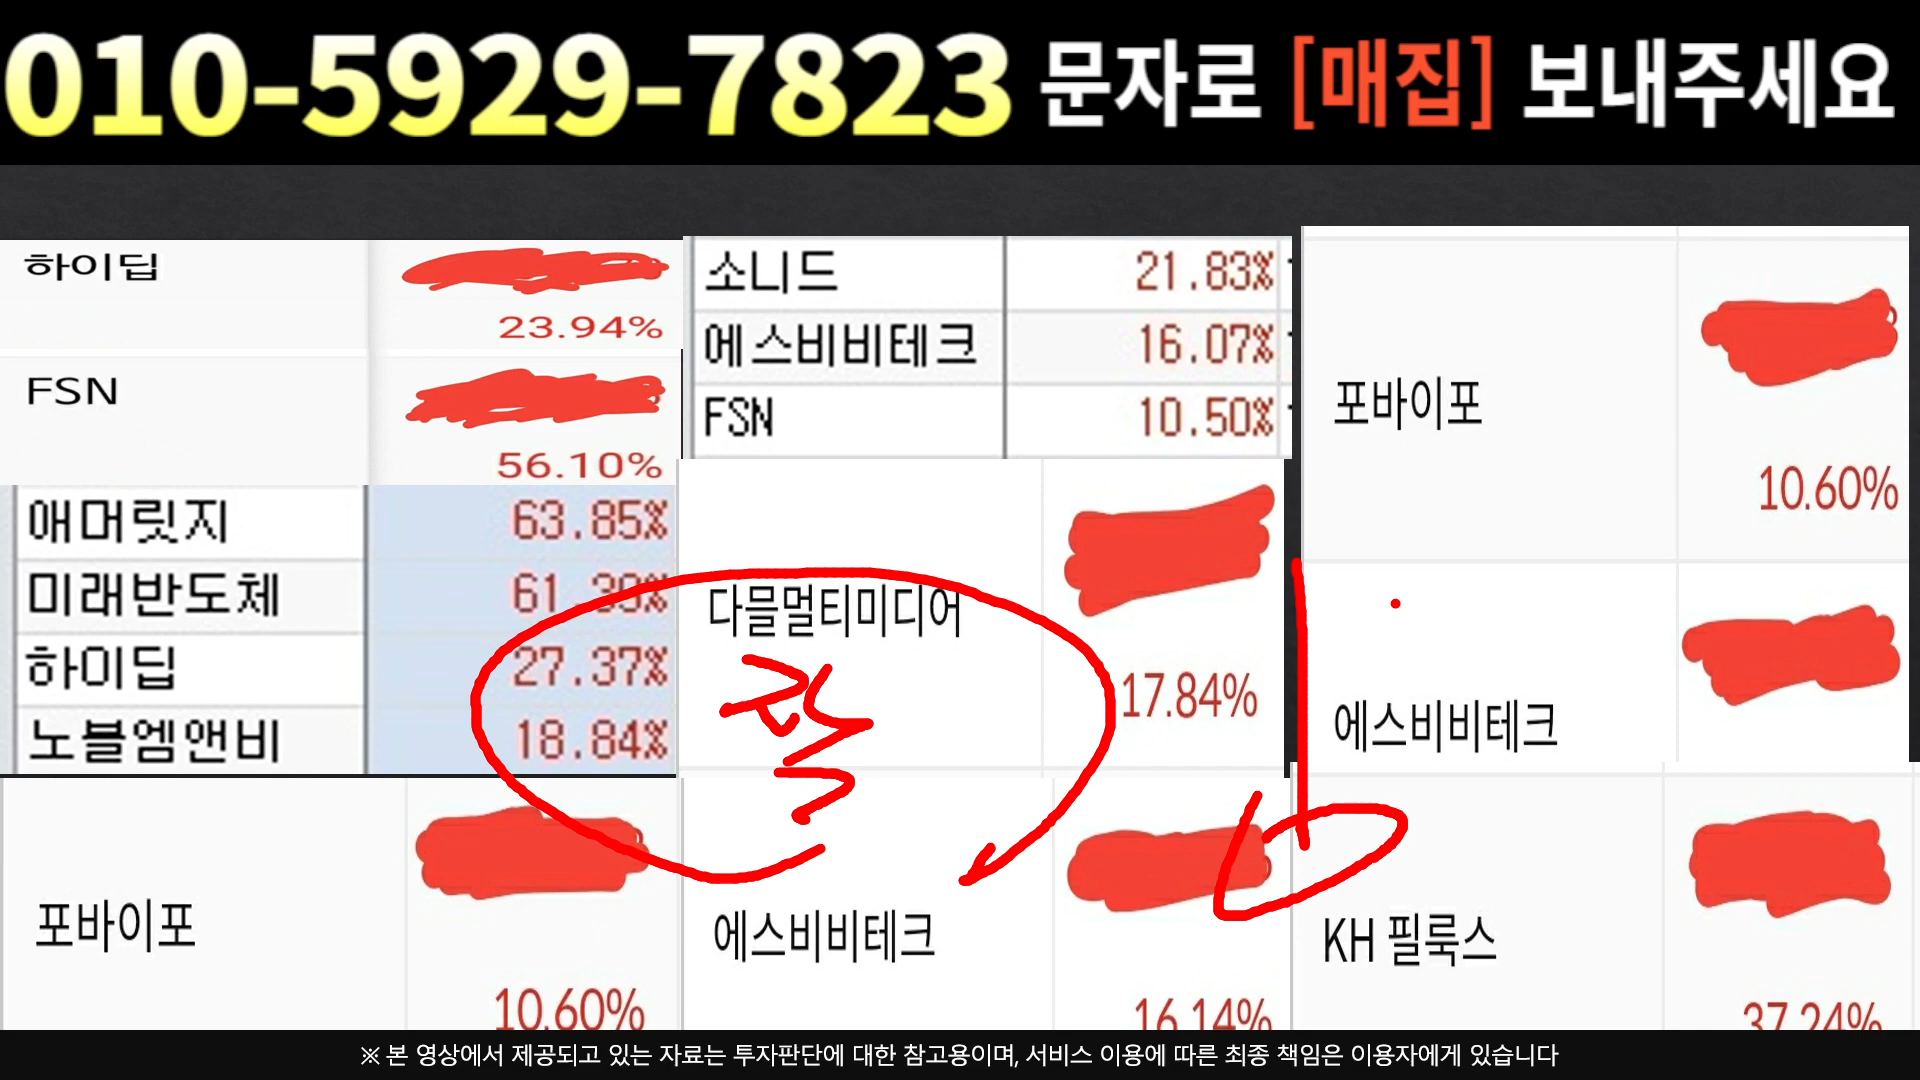 010-5929-7823 문자로 [매집] 보내주세요
하이딥
23.94%
FSN
56.10%
애머릿지 63.85%
미래반도체 61.39%
하이딥 27.37%
노블엠앤비 18.84%
포바이포
10.60%
소니드 21.83%
에스비비테크 16.07%
FSN 10.50%
다믈멀티미디어
17.84%
에스비비테크
16.14%
포바이포
10.60%
에스비비테크
KH 필룩스
37.24%
※ 본 영상에서 제공되고 있는 자료는 투자판단에 대한 참고용이며, 서비스 이용에 따른 최종 책임은 이용자에게 있습니다